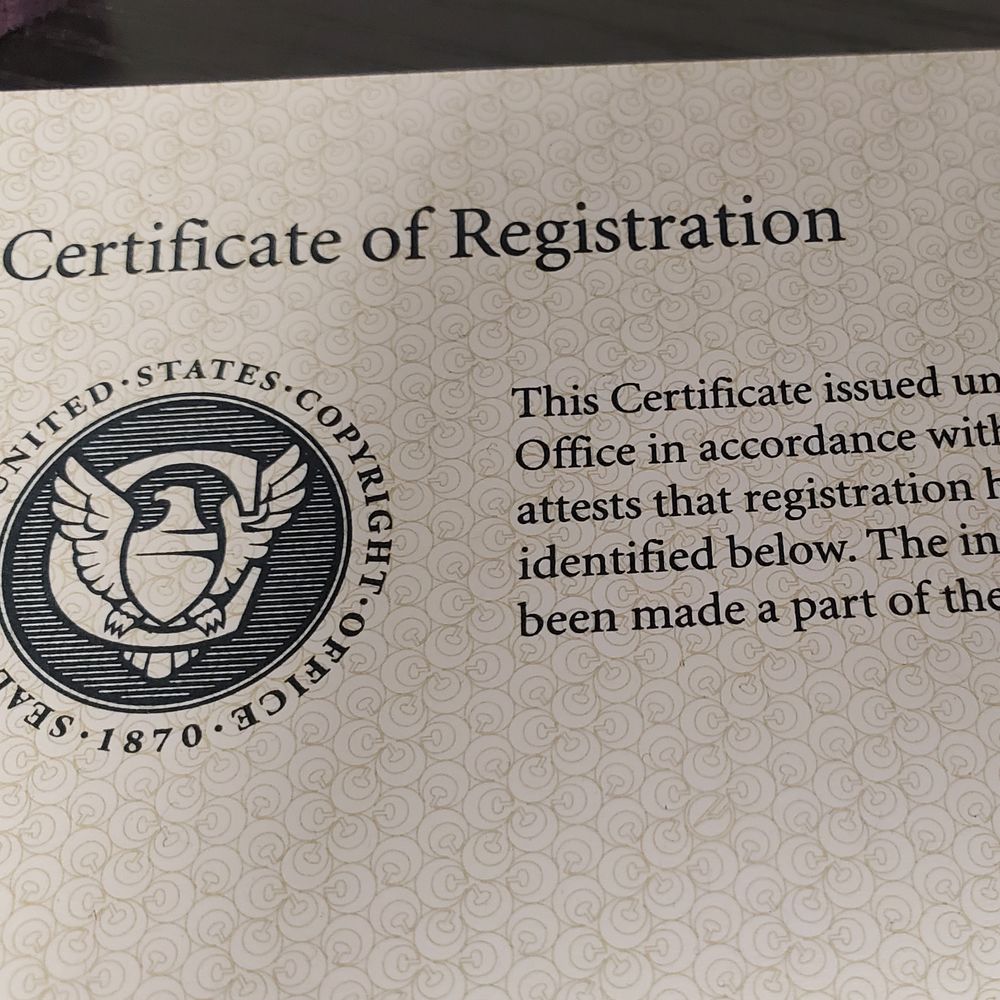 Certificate of Registration
UNITED · STATES · COPYRIGHT · OFFICE ·
SEAL · 1870 ·
This Certificate issued un
Office in accordance with
attests that registration h
identified below. The in
been made a part of the